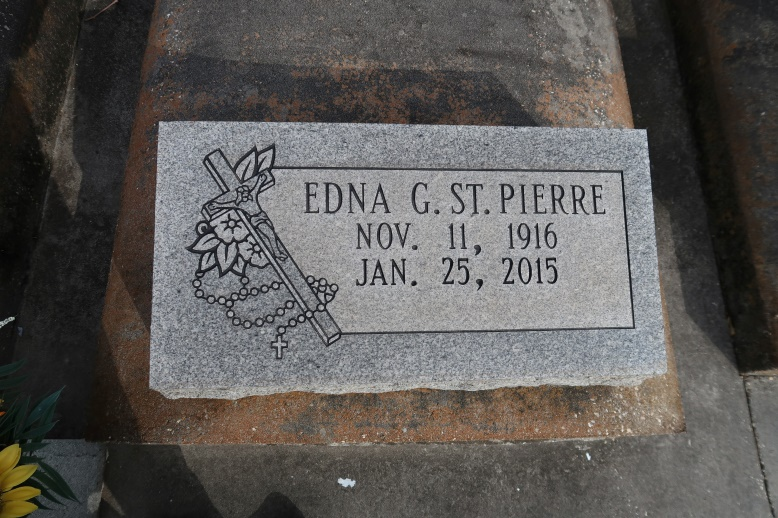 EDNA G. ST. PIERRE
NOV. 11, 1916
JAN. 25, 2015